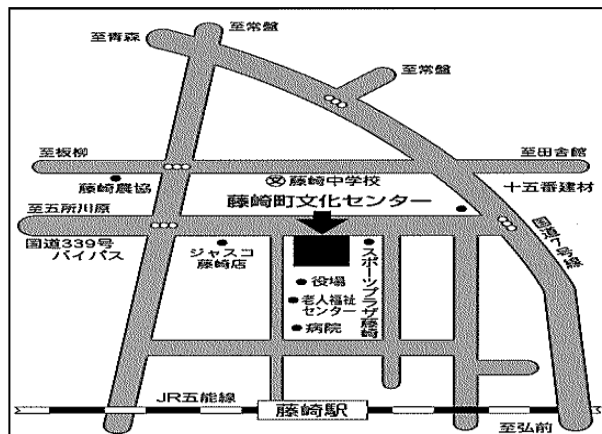 至常盤
至青森
至常盤
至板柳
至田舎館
藤崎農協
文 藤崎中学校
十五番建材
藤崎町文化センター
至五所川原
国道339号
バイパス
ジャスコ
藤崎店
スポーツプラザ藤崎
国道7号線
役場
老人福祉
センター
病院
JR五能線
藤崎駅
至弘前